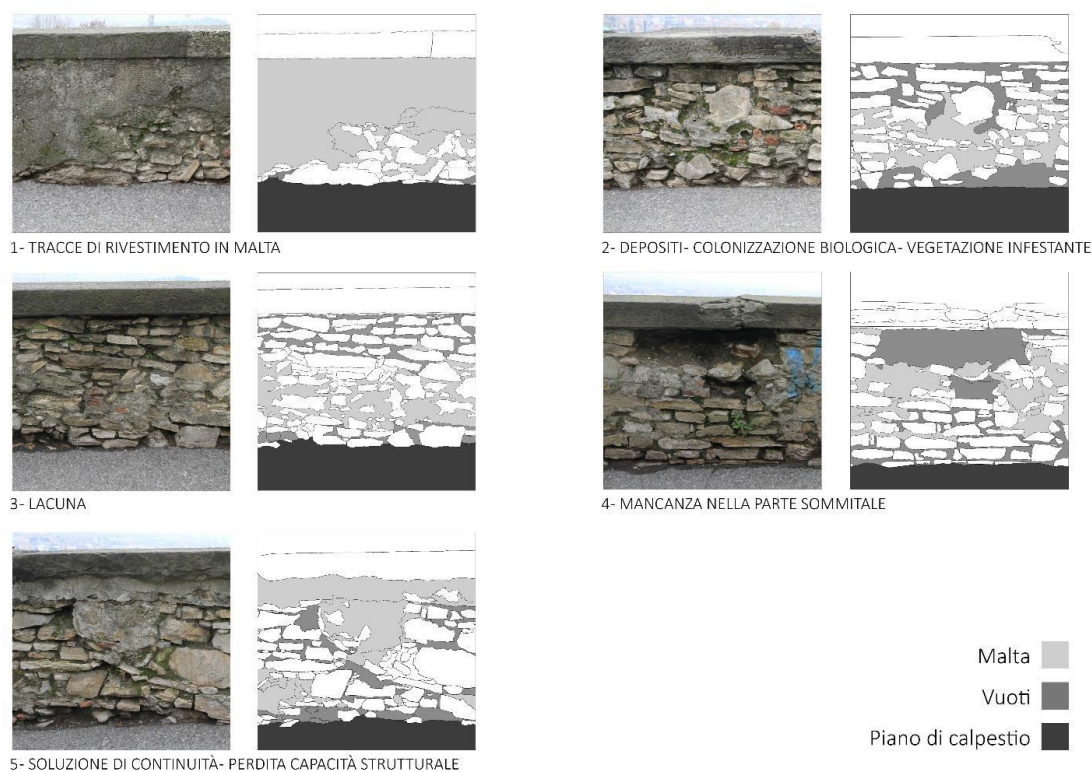 1- TRACCE DI RIVESTIMENTO IN MALTA
2- DEPOSITI- COLONIZZAZIONE BIOLOGICA- VEGETAZIONE INFESTANTE
3- LACUNA
4- MANCANZA NELLA PARTE SOMMITALE
5- SOLUZIONE DI CONTINUITÀ- PERDITA CAPACITÀ STRUTTURALE
Malta
Vuoti
Piano di calpestio